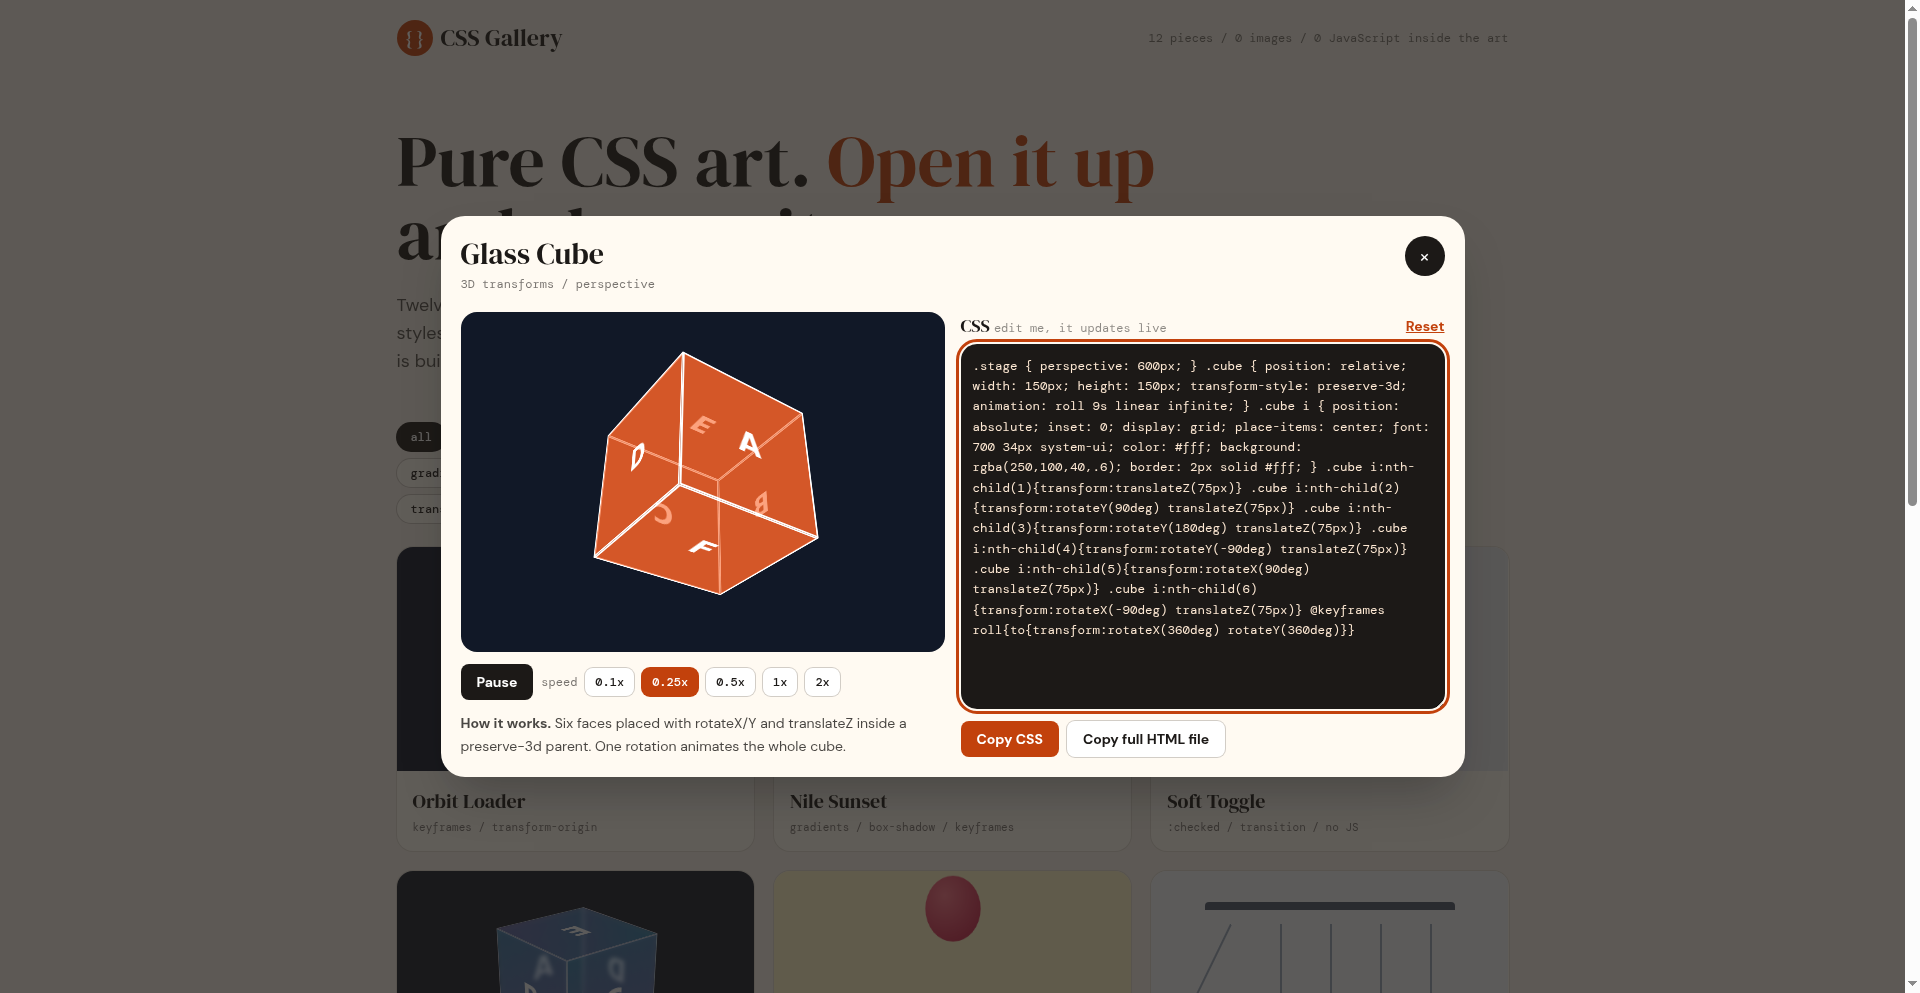 { } CSS Gallery
12 pieces / 0 images / 0 JavaScript inside the art
Pure CSS art. Open it up
Glass Cube
×
3D transforms / perspective
E
A
D
B
C
F
CSS edit me, it updates live
Reset
.stage { perspective: 600px; } .cube { position: relative;
width: 150px; height: 150px; transform-style: preserve-3d;
animation: roll 9s linear infinite; } .cube i { position:
absolute; inset: 0; display: grid; place-items: center; font:
700 34px system-ui; color: #fff; background:
rgba(250,100,40,.6); border: 2px solid #fff; } .cube i:nth-
child(1){transform:translateZ(75px)} .cube i:nth-child(2)
{transform:rotateY(90deg) translateZ(75px)} .cube i:nth-
child(3){transform:rotateY(180deg) translateZ(75px)} .cube
i:nth-child(4){transform:rotateY(-90deg) translateZ(75px)}
.cube i:nth-child(5){transform:rotateX(90deg)
translateZ(75px)} .cube i:nth-child(6)
{transform:rotateX(-90deg) translateZ(75px)} @keyframes
roll{to{transform:rotateX(360deg) rotateY(360deg)}}
Pause speed 0.1x 0.25x 0.5x 1x 2x
How it works. Six faces placed with rotateX/Y and translateZ inside a
preserve-3d parent. One rotation animates the whole cube.
Copy CSS Copy full HTML file
all
Orbit Loader
keyframes / transform-origin
Nile Sunset
gradients / box-shadow / keyframes
Soft Toggle
:checked / transition / no JS
E
A